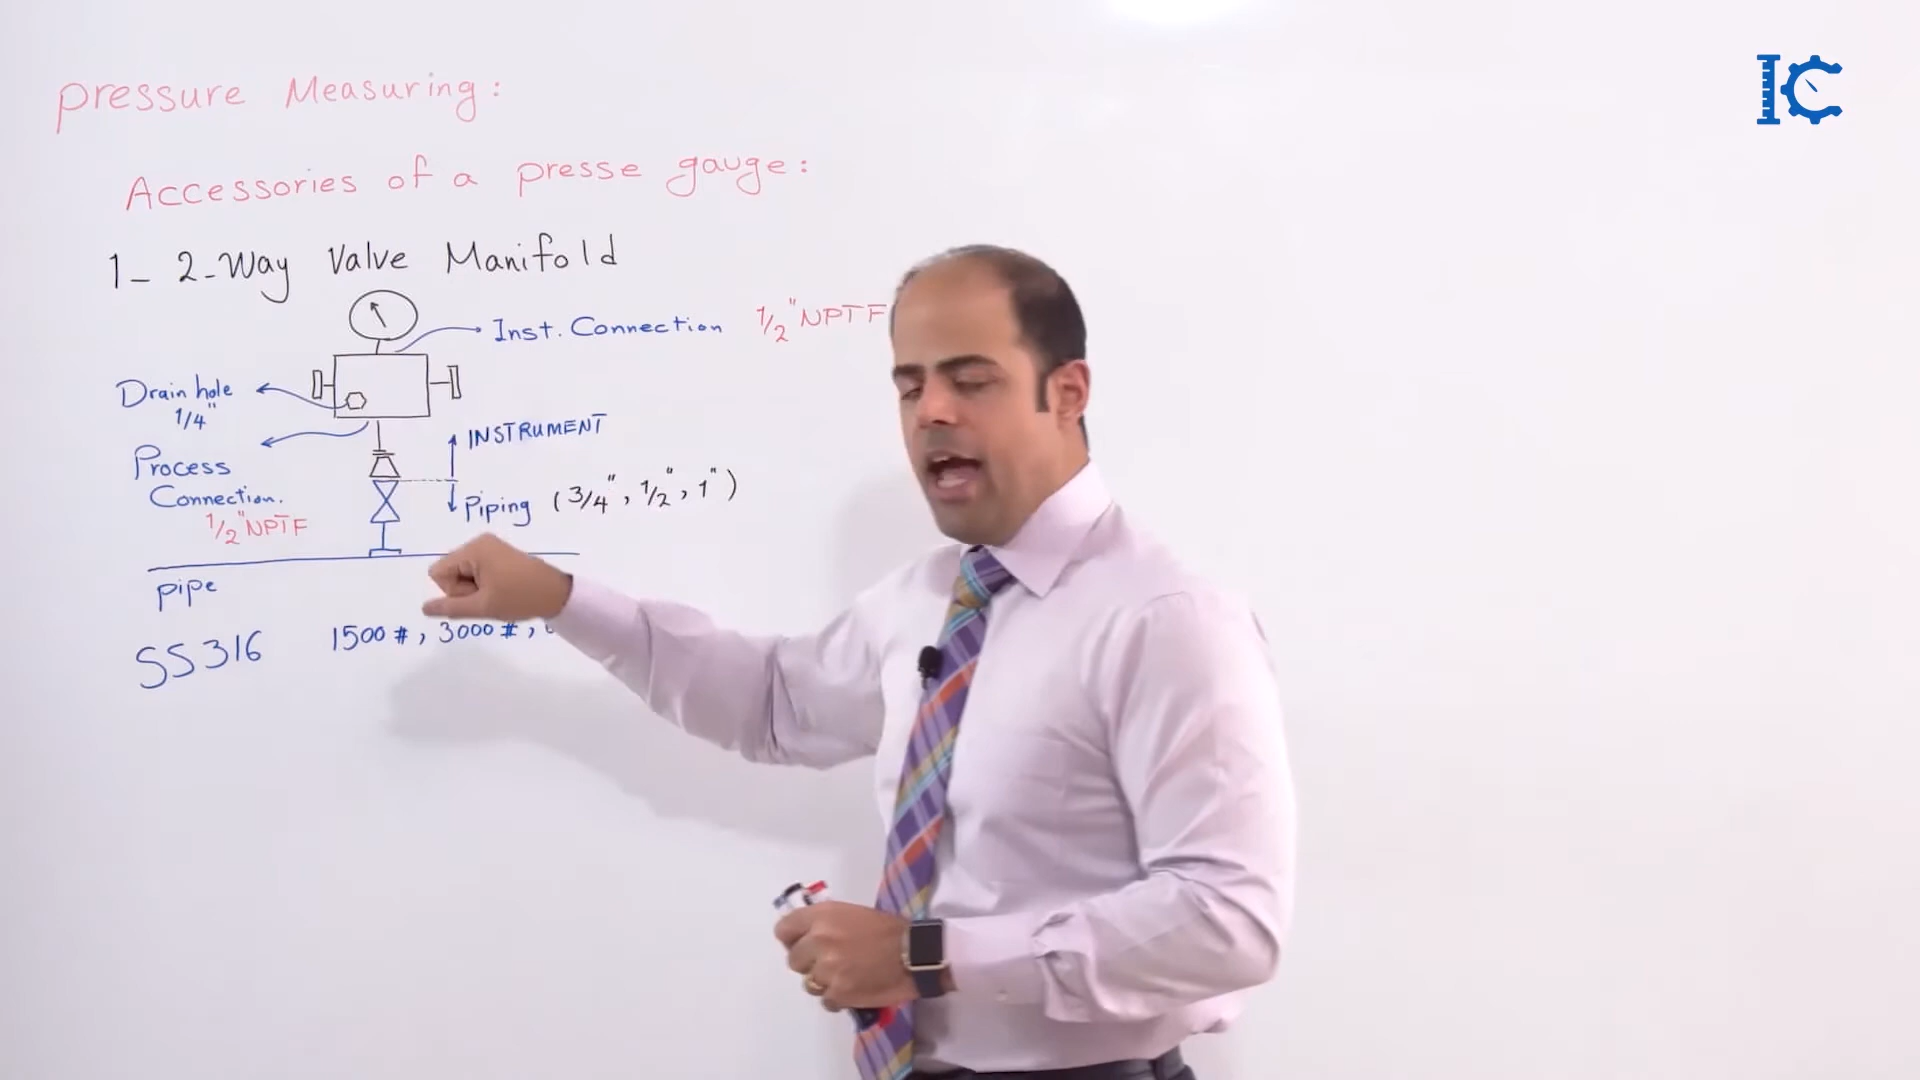 IC
pressure Measuring:
Accessories of a presse gauge:
1- 2-Way Valve Manifold
Inst. Connection 1/2" NPTF
Drain hole
1/4"
INSTRUMENT
Process
Connection.
1/2" NPTF
Piping (3/4", 1/2", 1")
pipe
SS316 1500#, 3000#,